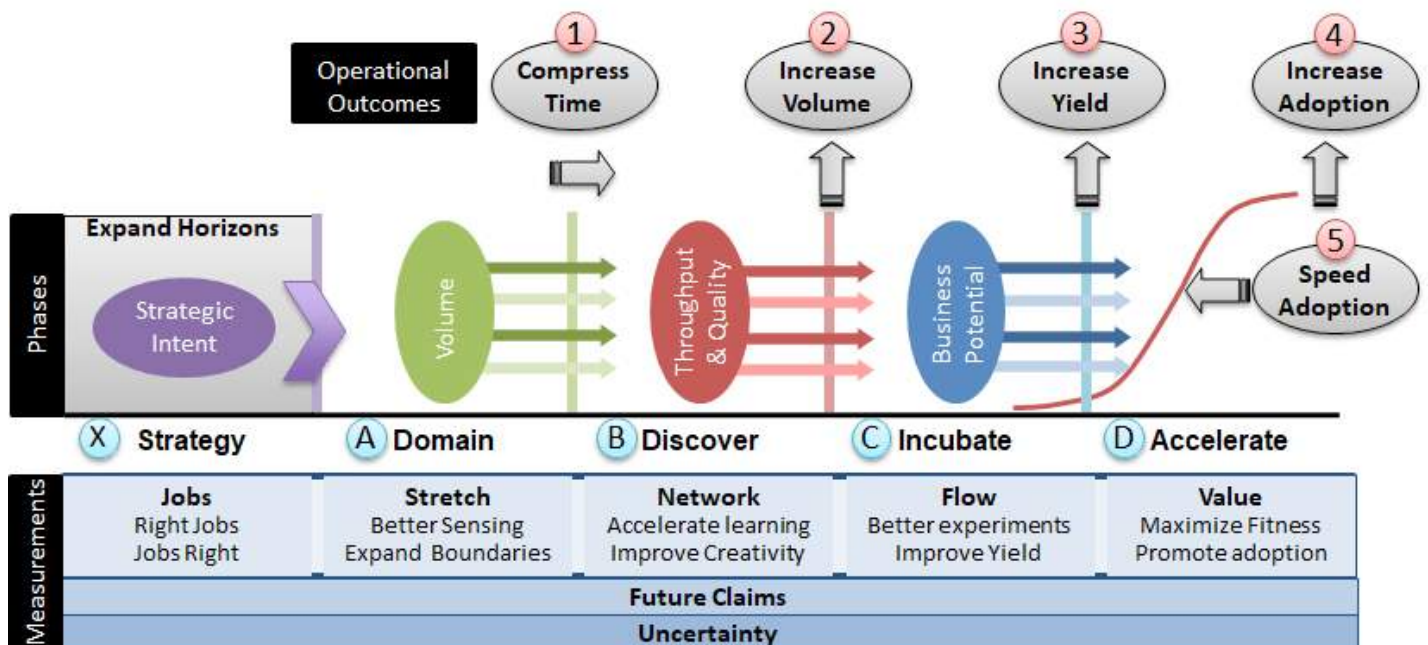 1
2
3
4
Operational
Outcomes
Compress
Time
Increase
Volume
Increase
Yield
Increase
Adoption
Phases
Expand Horizons
Strategic
Intent
Volume
Throughput
& Quality
Business
Potential
5
Speed
Adoption
X Strategy
A Domain
B Discover
C Incubate
D Accelerate
Measurements
Jobs
Right Jobs
Jobs Right
Stretch
Better Sensing
Expand Boundaries
Network
Accelerate learning
Improve Creativity
Flow
Better experiments
Improve Yield
Value
Maximize Fitness
Promote adoption
Future Claims
Uncertainty